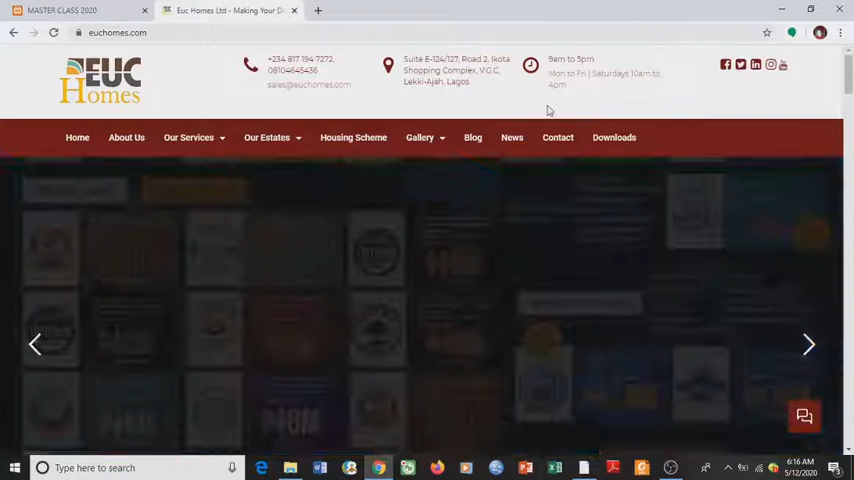 MASTER CLASS 2020
Euc Homes Ltd - Making Your D
euchomes.com
EUC
Homes
+234 817 194 7272,
08104645436
sales@euchomes.com
Suite E-124/127, Road 2, Ikota
Shopping Complex, V.G.C,
Lekki-Ajah, Lagos
9am to 5pm
Mon to Fri | Saturdays 10am to
4pm
Home About Us Our Services Our Estates Housing Scheme Gallery Blog News Contact Downloads
Type here to search
6:16 AM
5/12/2020
3